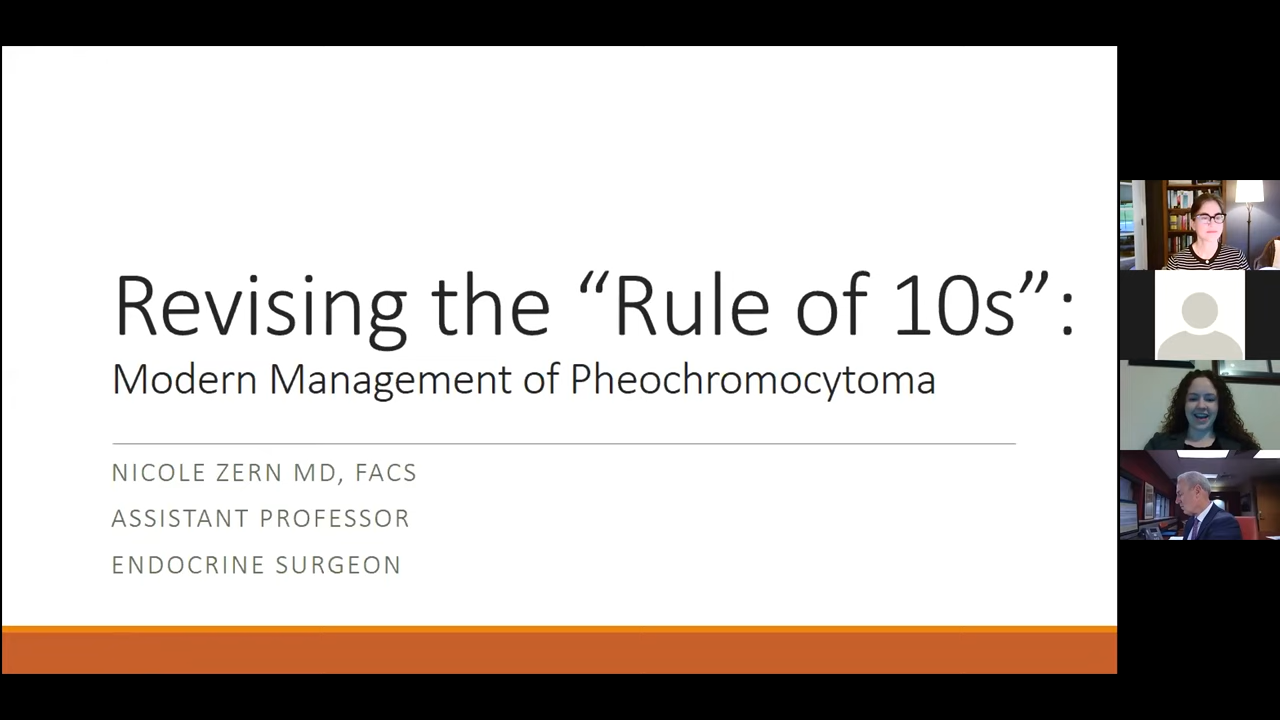 Revising the “Rule of 10s”:
Modern Management of Pheochromocytoma
NICOLE ZERN MD, FACS
ASSISTANT PROFESSOR
ENDOCRINE SURGEON